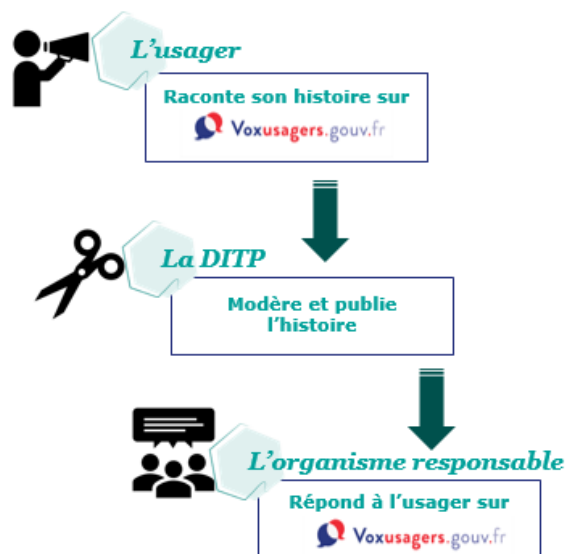 L'usager
Raconte son histoire sur
Voxusagers.gouv.fr
La DITP
Modère et publie
l'histoire
L'organisme responsable
Répond à l'usager sur
Voxusagers.gouv.fr